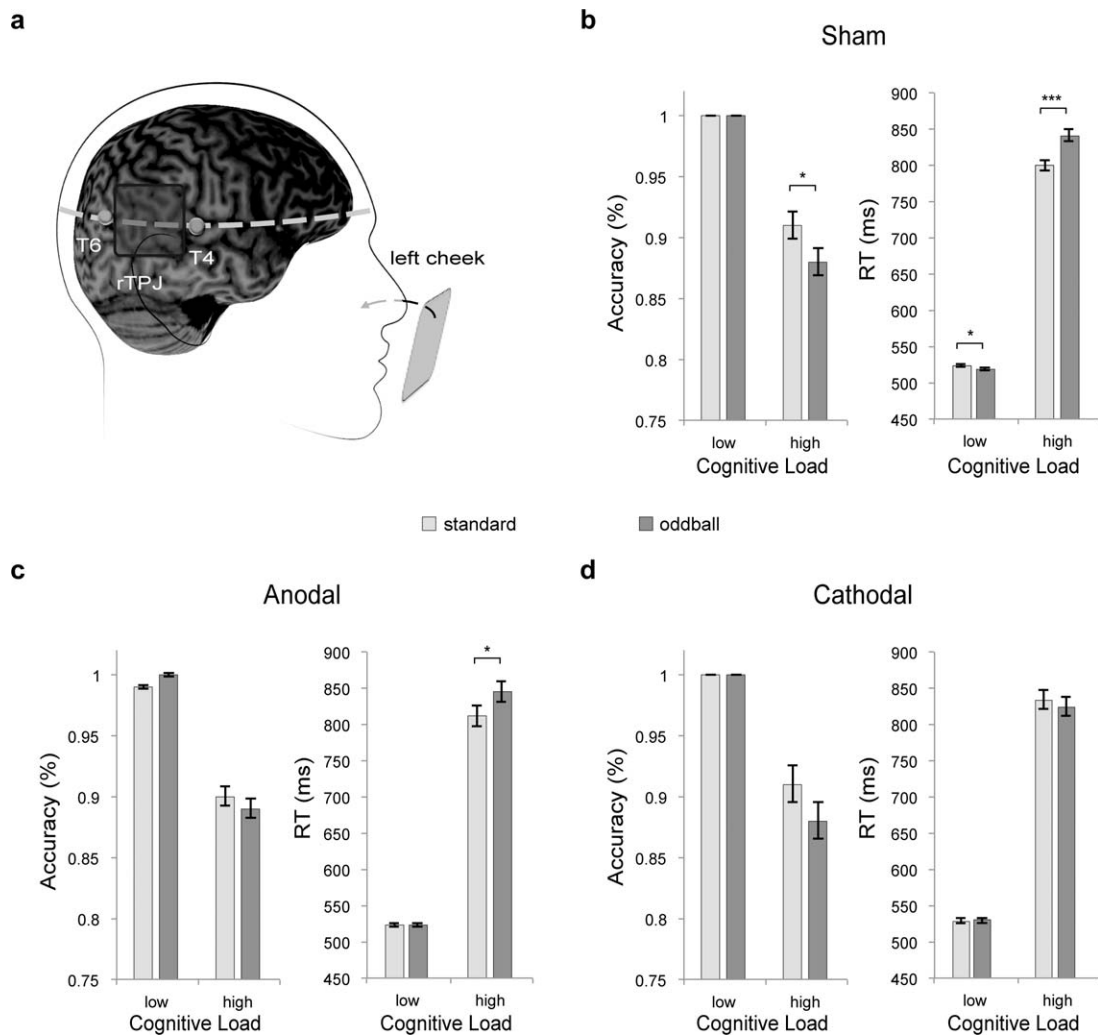 a
T6
T4
rTPJ
left cheek
b
Sham
Accuracy (%)
1
0.95
0.9
0.85
0.8
0.75
*
low
high
Cognitive Load
RT (ms)
900
850
800
750
700
650
600
550
500
450
*
***
low
high
Cognitive Load
standard
oddball
c
Anodal
Accuracy (%)
1
0.95
0.9
0.85
0.8
0.75
low
high
Cognitive Load
RT (ms)
900
850
800
750
700
650
600
550
500
450
*
low
high
Cognitive Load
d
Cathodal
Accuracy (%)
1
0.95
0.9
0.85
0.8
0.75
low
high
Cognitive Load
RT (ms)
900
850
800
750
700
650
600
550
500
450
low
high
Cognitive Load